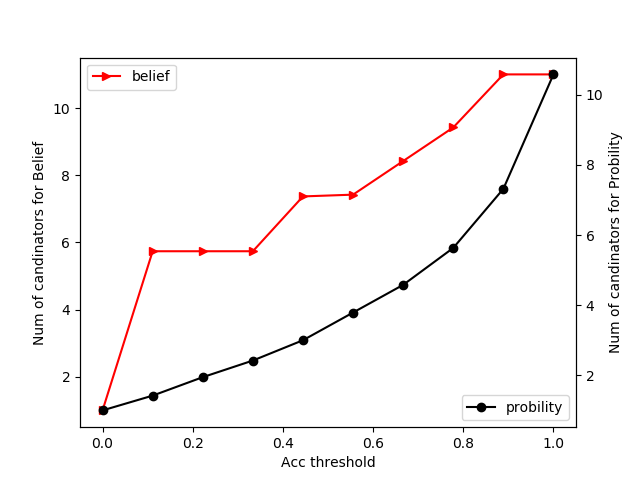 belief
10
8
6
4
2
Num of candinators for Belief
10
8
6
4
2
Num of candinators for Probility
probility
0.0 0.2 0.4 0.6 0.8 1.0
Acc threshold